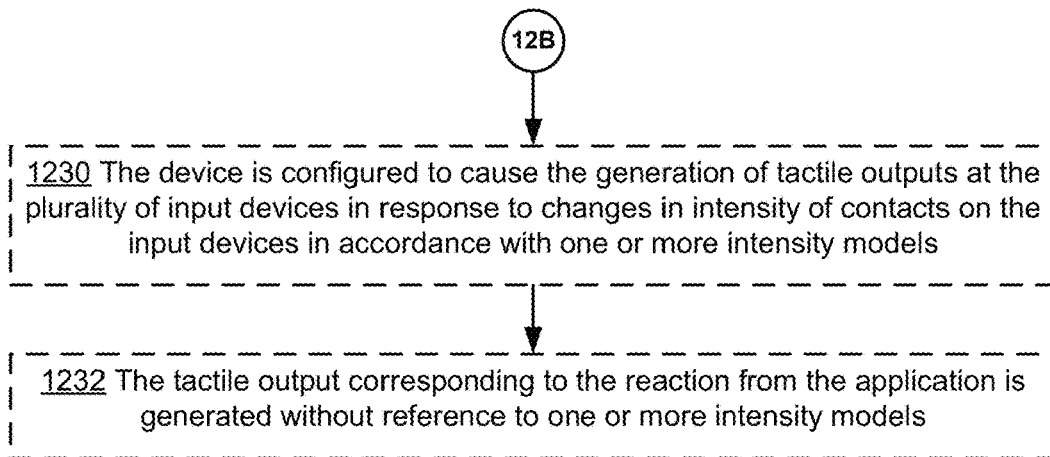 12B
1230 The device is configured to cause the generation of tactile outputs at the
plurality of input devices in response to changes in intensity of contacts on the
input devices in accordance with one or more intensity models
1232 The tactile output corresponding to the reaction from the application is
generated without reference to one or more intensity models